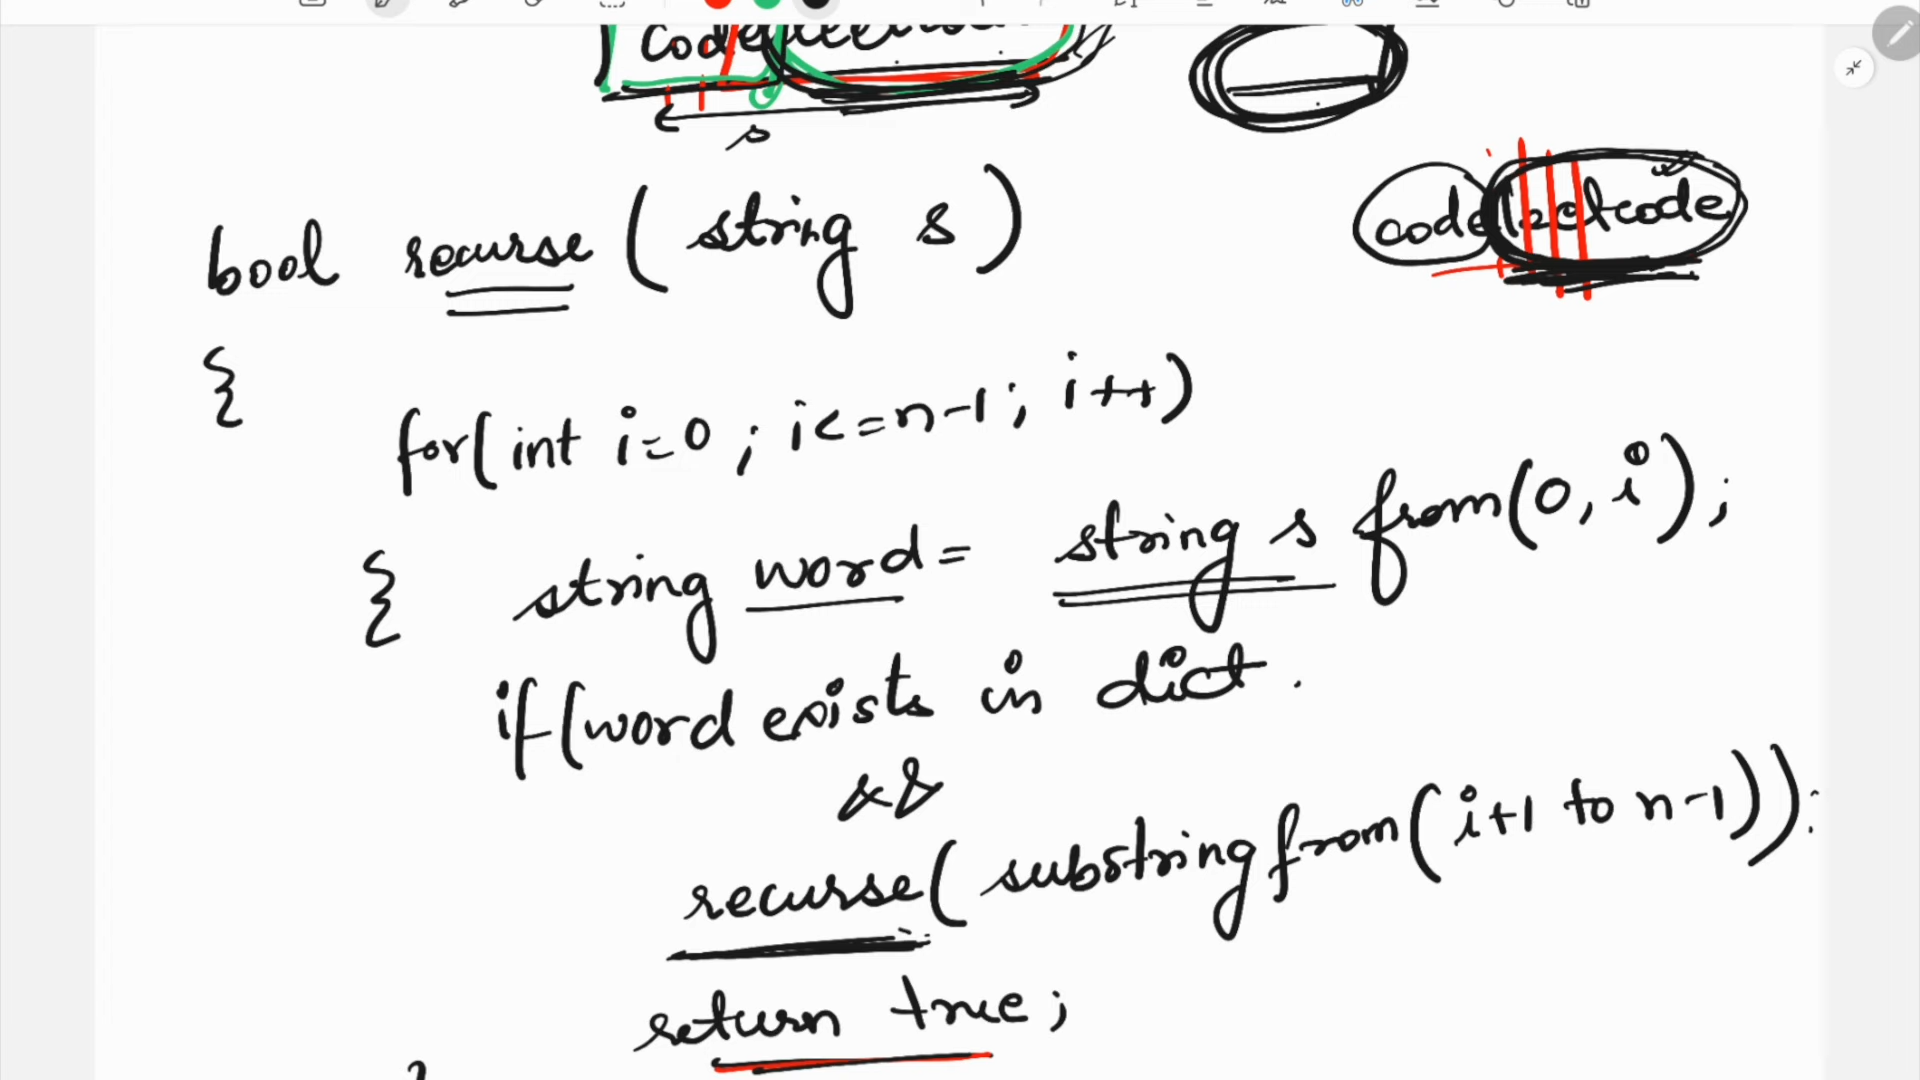 code
s
bool recurse (string s)
codeleetcode
{
for(int i=0 ; i<=n-1; i++)
{ string word= string s from(0, i);
if(word exists in dict.
&&
recurse( substring from(i+1 to n-1)):
return true;